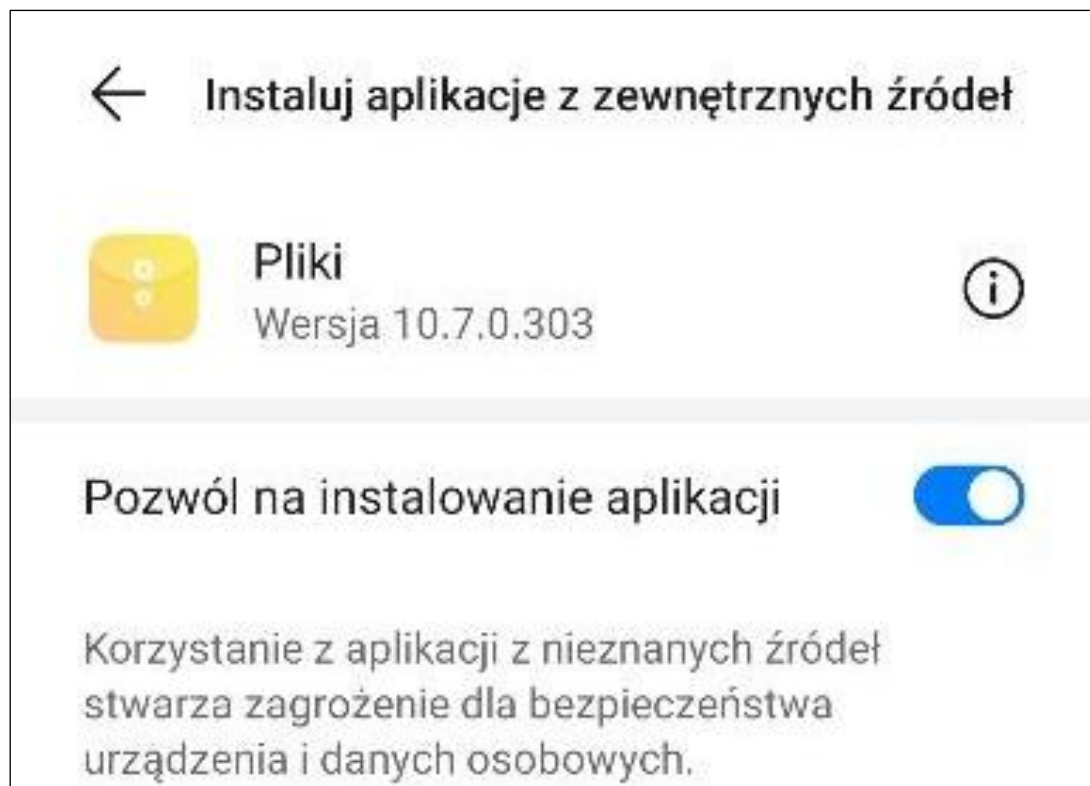 Instaluj aplikacje z zewnętrznych źródeł
Pliki
Wersja 10.7.0.303
Pozwól na instalowanie aplikacji
Korzystanie z aplikacji z nieznanych źródeł
stwarza zagrożenie dla bezpieczeństwa
urządzenia i danych osobowych.